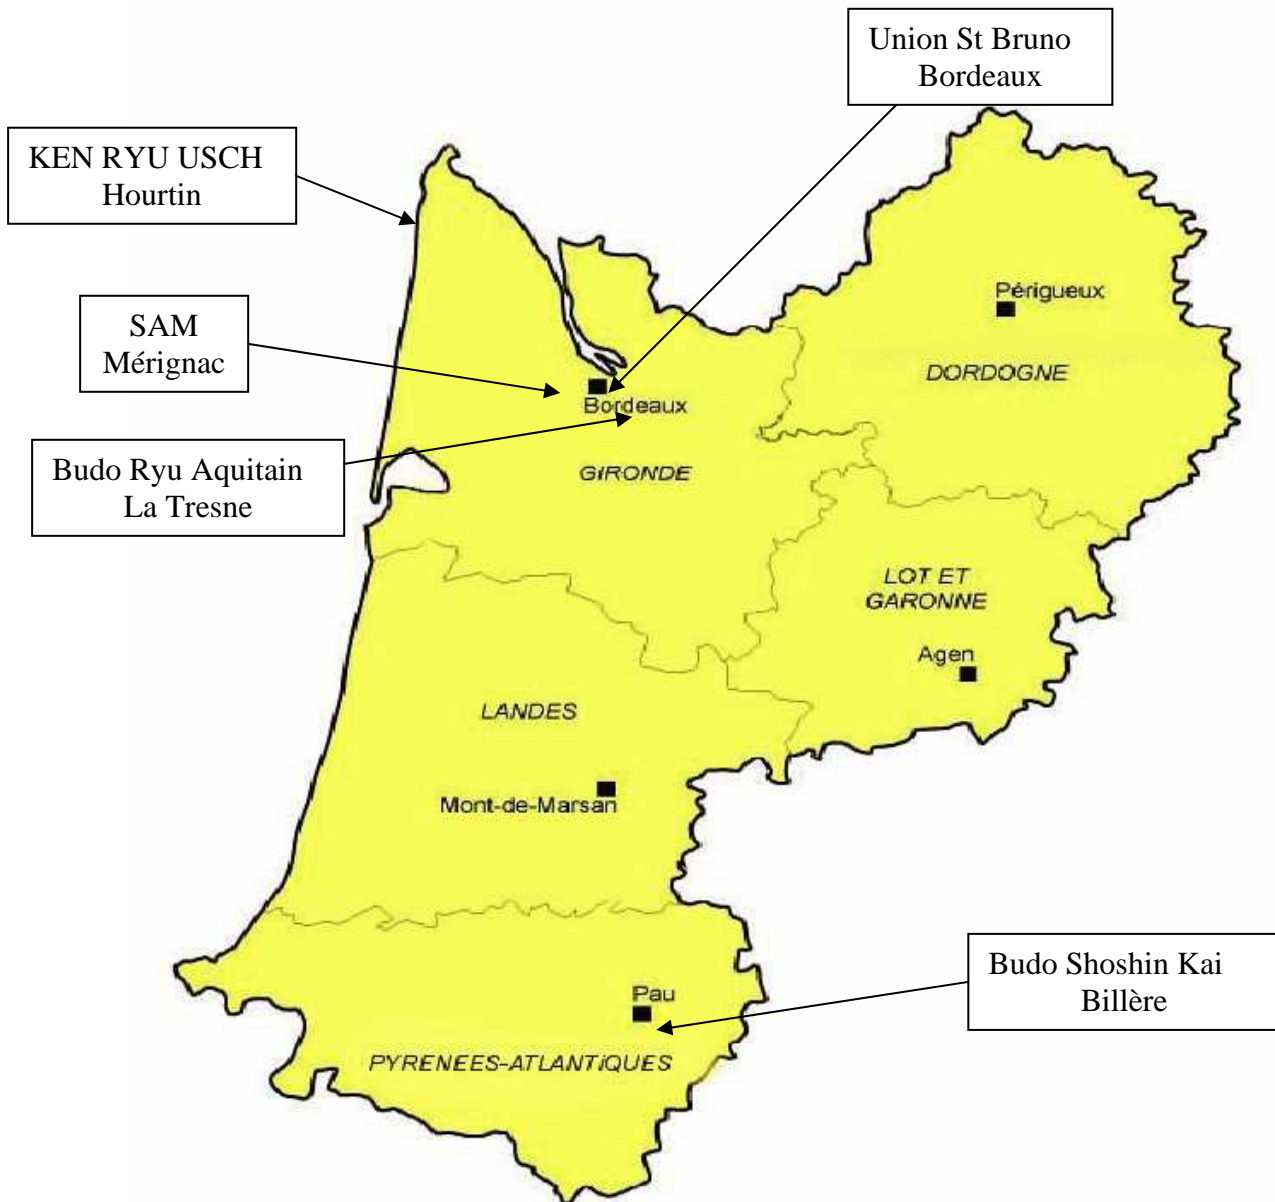 Union St Bruno
Bordeaux
KEN RYU USCH
Hourtin
Périgueux
SAM
Mérignac
DORDOGNE
Bordeaux
Budo Ryu Aquitain
La Tresne
GIRONDE
LOT ET
GARONNE
Agen
LANDES
Mont-de-Marsan
Budo Shoshin Kai
Billère
Pau
PYRENEES-ATLANTIQUES